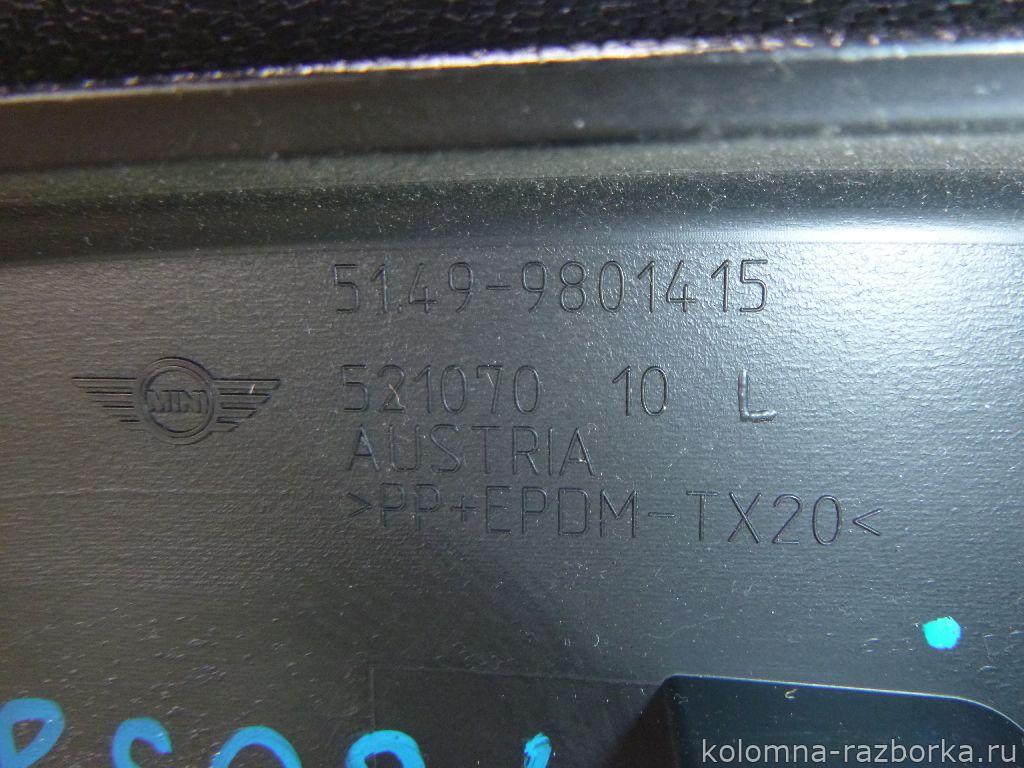 51.49-9801415
MINI
521070 10 L
AUSTRIA
>PP+EPDM-TX20<
kolomna-razborka.ru